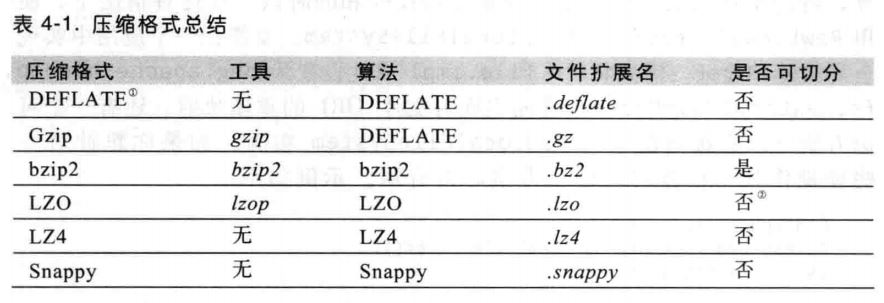 表 4-1. 压缩格式总结
压缩格式 工具 算法 文件扩展名 是否可切分
DEFLATE① 无 DEFLATE .deflate 否
Gzip gzip DEFLATE .gz 否
bzip2 bzip2 bzip2 .bz2 是
LZO lzop LZO .lzo 否②
LZ4 无 LZ4 .lz4 否
Snappy 无 Snappy .snappy 否